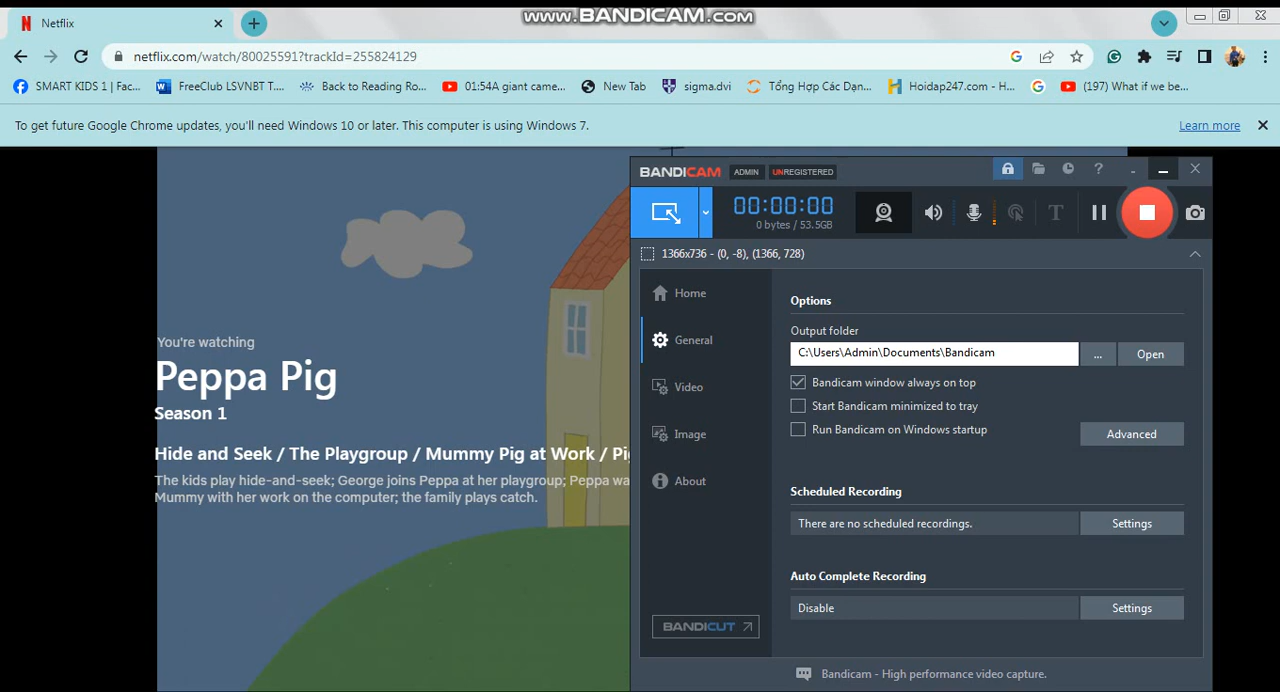 www.BANDICAM.com
Netflix
netflix.com/watch/80025591?trackId=255824129
SMART KIDS 1 | Fac...
FreeClub LSVNBT T....
Back to Reading Ro...
01:54A giant came...
New Tab
sigma.dvi
Tổng Hợp Các Dạn...
Hoidap247.com - H...
(197) What if we be...
To get future Google Chrome updates, you'll need Windows 10 or later. This computer is using Windows 7.
Learn more
You're watching
Peppa Pig
Season 1
Hide and Seek / The Playgroup / Mummy Pig at Work / Pi
The kids play hide-and-seek; George joins Peppa at her playgroup; Peppa wa
Mummy with her work on the computer; the family plays catch.
BANDICAM ADMIN UNREGISTERED
00:00:00
0 bytes / 53.5GB
1366x736 - (0, -8), (1366, 728)
Home
General
Video
Image
About
BANDICUT
Options
Output folder
C:\Users\Admin\Documents\Bandicam
...
Open
Bandicam window always on top
Start Bandicam minimized to tray
Run Bandicam on Windows startup
Advanced
Scheduled Recording
There are no scheduled recordings.
Settings
Auto Complete Recording
Disable
Settings
Bandicam - High performance video capture.